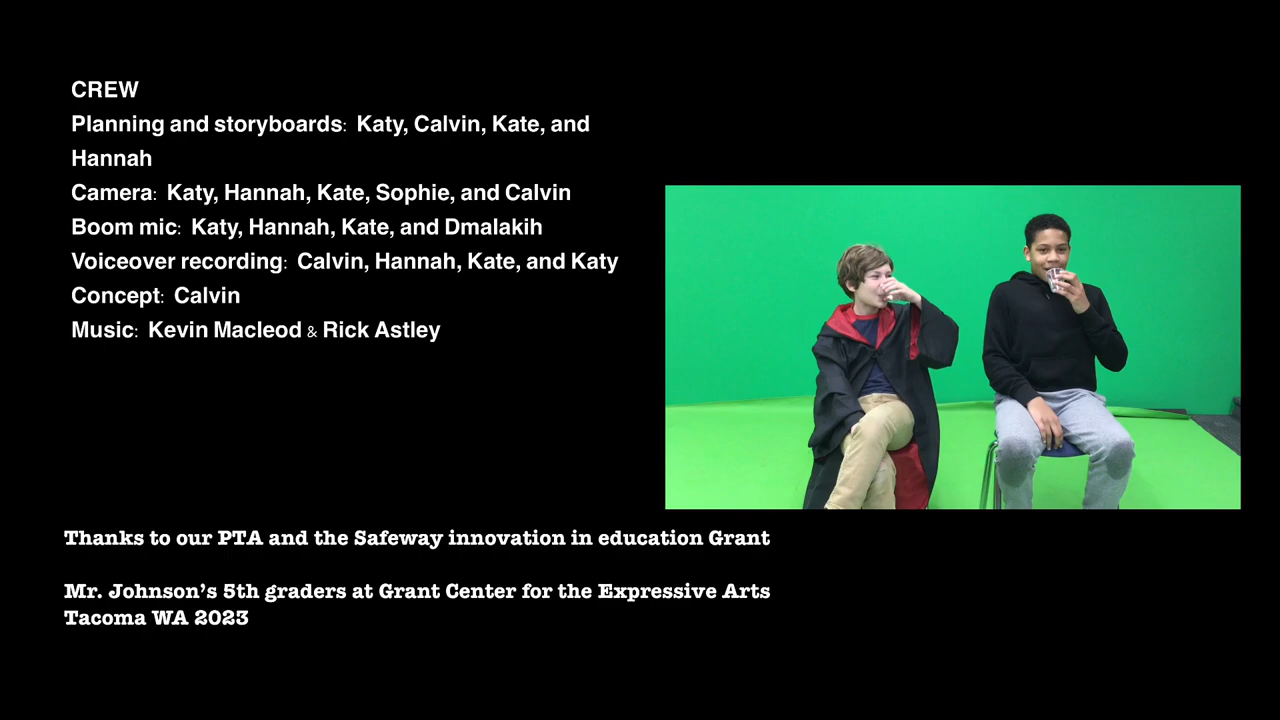 CREW
Planning and storyboards: Katy, Calvin, Kate, and
Hannah
Camera: Katy, Hannah, Kate, Sophie, and Calvin
Boom mic: Katy, Hannah, Kate, and Dmalakih
Voiceover recording: Calvin, Hannah, Kate, and Katy
Concept: Calvin
Music: Kevin Macleod & Rick Astley
Thanks to our PTA and the Safeway innovation in education Grant
Mr. Johnson's 5th graders at Grant Center for the Expressive Arts
Tacoma WA 2023